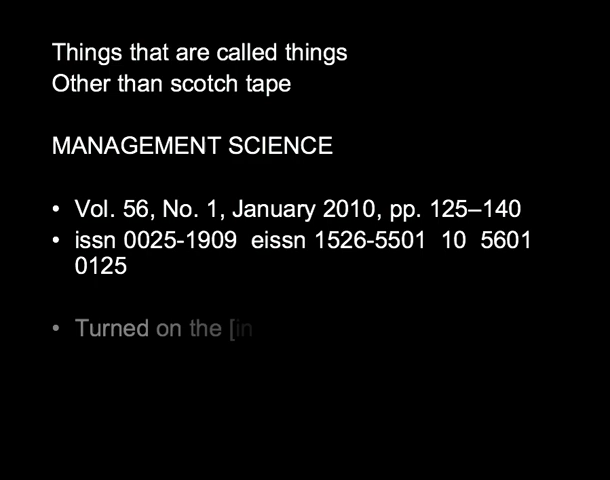 Things that are called things
Other than scotch tape
MANAGEMENT SCIENCE
• Vol. 56, No. 1, January 2010, pp. 125–140
• issn 0025-1909 eissn 1526-5501 10 5601
0125
• Turned on the [in